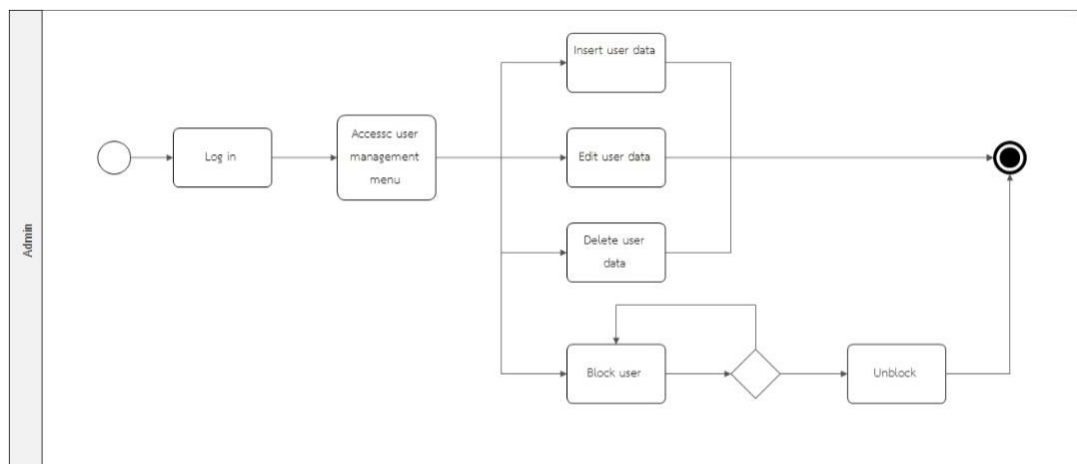 Admin
Log in
Accessc user
management
menu
Insert user data
Edit user data
Delete user
data
Block user
Unblock